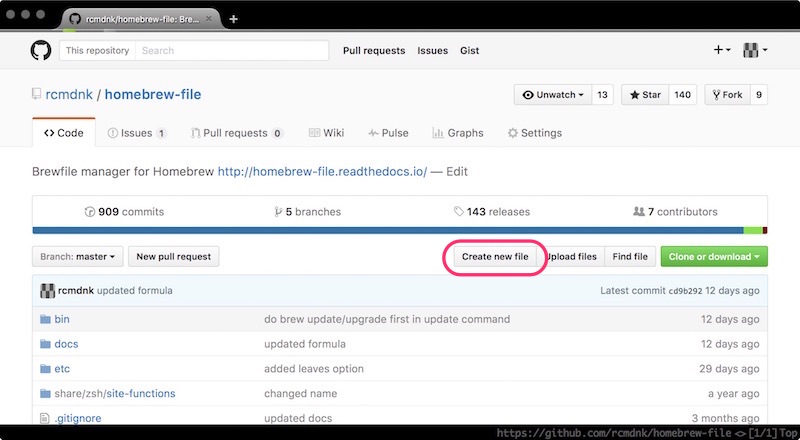 rcmdnk/homebrew-file: Bre...
This repository Search Pull requests Issues Gist
rcmdnk / homebrew-file Unwatch 13 Star 140 Fork 9
Code Issues 1 Pull requests 0 Wiki Pulse Graphs Settings
Brewfile manager for Homebrew http://homebrew-file.readthedocs.io/ — Edit
909 commits 5 branches 143 releases 7 contributors
Branch: master New pull request Create new file Upload files Find file Clone or download
rcmdnk updated formula Latest commit cd9b292 12 days ago
bin do brew update/upgrade first in update command 12 days ago
docs updated formula 12 days ago
etc added leaves option 29 days ago
share/zsh/site-functions changed name a year ago
.gitignore updated docs 3 months ago
https://github.com/rcmdnk/homebrew-file <>[1/1]Top